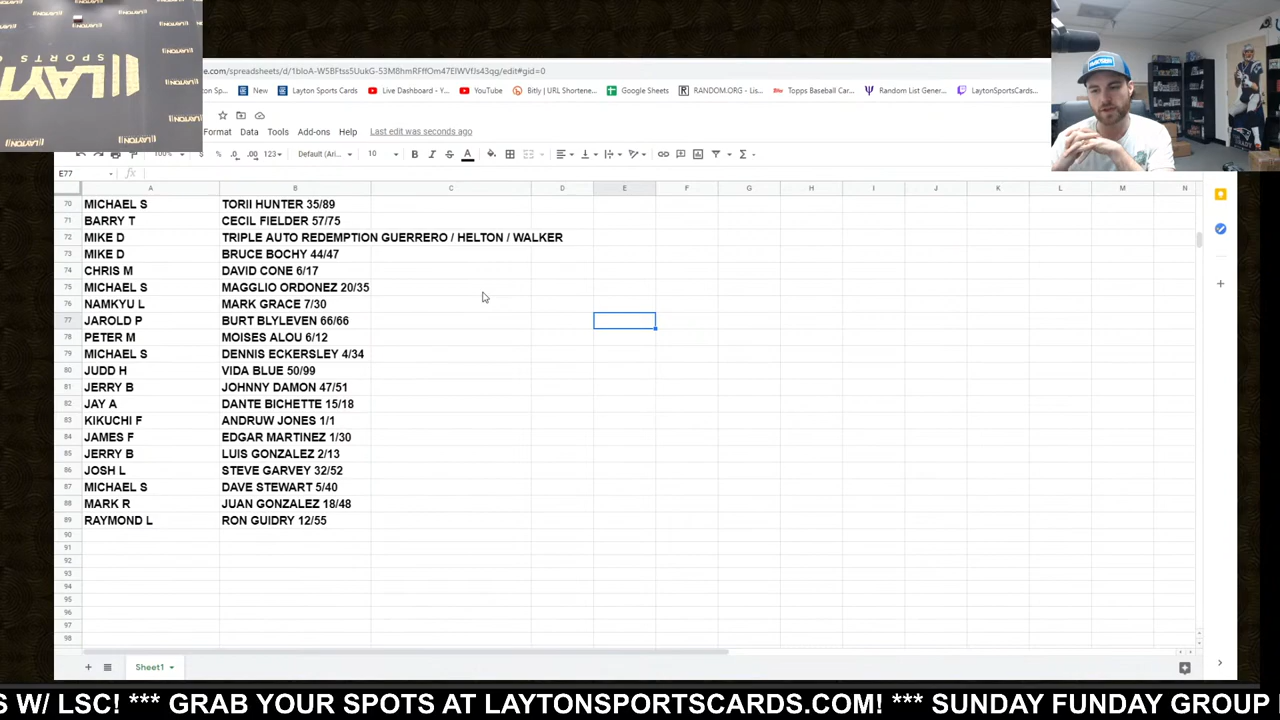 LAYTON
SPORTS C
.com/spreadsheets/d/1bloA-W5BFtss5UukG-53M8hmRFffOm47ElWVfJs43qg/edit#gid=0
New
Layton Sports Cards
Live Dashboard - Y...
YouTube
Bitly | URL Shortene...
Google Sheets
RANDOM.ORG - Lis...
Topps Baseball Car...
Random List Gener...
LaytonSportsCards...
Format Data Tools Add-ons Help Last edit was seconds ago
100% % .0 .00 123 Default (Ari... 10 B I S A
E77 fx
A B C D E F G H I J K L M N
70 MICHAEL S TORII HUNTER 35/89
71 BARRY T CECIL FIELDER 57/75
72 MIKE D TRIPLE AUTO REDEMPTION GUERRERO / HELTON / WALKER
73 MIKE D BRUCE BOCHY 44/47
74 CHRIS M DAVID CONE 6/17
75 MICHAEL S MAGGLIO ORDONEZ 20/35
76 NAMKYU L MARK GRACE 7/30
77 JAROLD P BURT BLYLEVEN 66/66
78 PETER M MOISES ALOU 6/12
79 MICHAEL S DENNIS ECKERSLEY 4/34
80 JUDD H VIDA BLUE 50/99
81 JERRY B JOHNNY DAMON 47/51
82 JAY A DANTE BICHETTE 15/18
83 KIKUCHI F ANDRUW JONES 1/1
84 JAMES F EDGAR MARTINEZ 1/30
85 JERRY B LUIS GONZALEZ 2/13
86 JOSH L STEVE GARVEY 32/52
87 MICHAEL S DAVE STEWART 5/40
88 MARK R JUAN GONZALEZ 18/48
89 RAYMOND L RON GUIDRY 12/55
90
91
92
93
94
95
96
97
98
Sheet1
S W/ LSC! *** GRAB YOUR SPOTS AT LAYTONSPORTSCARDS.COM! *** SUNDAY FUNDAY GROUP